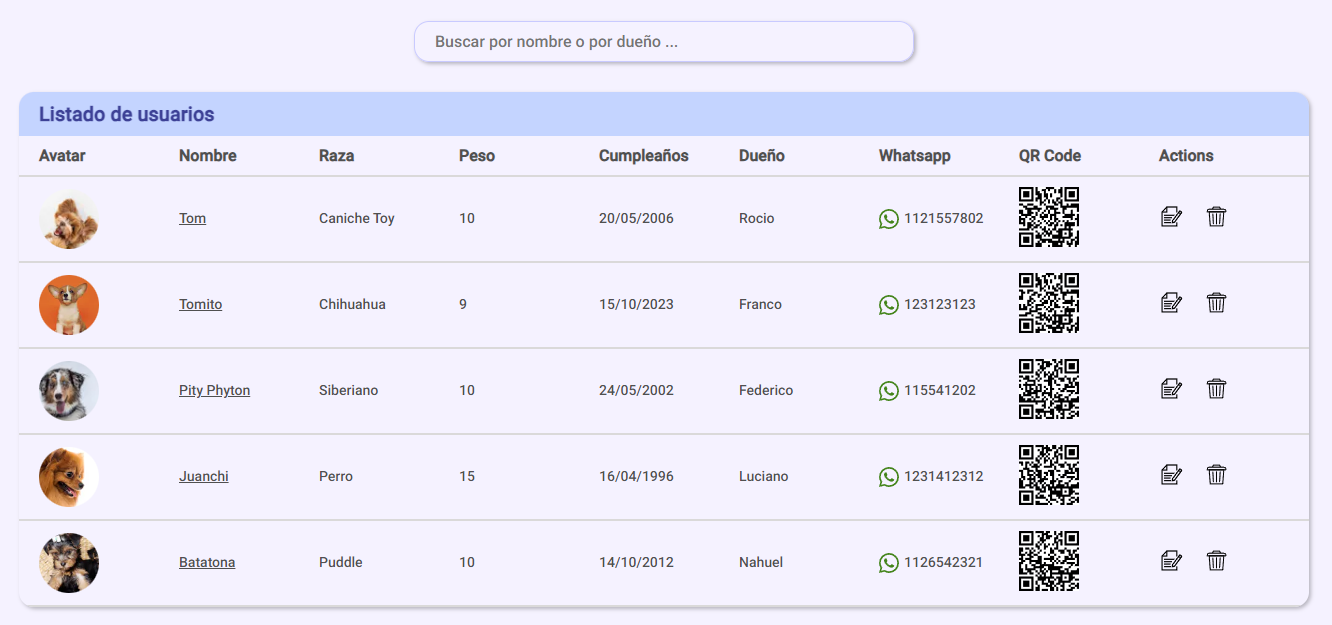 Buscar por nombre o por dueño ...
Listado de usuarios
Avatar Nombre Raza Peso Cumpleaños Dueño Whatsapp QR Code Actions
Tom Caniche Toy 10 20/05/2006 Rocio 1121557802
Tomito Chihuahua 9 15/10/2023 Franco 123123123
Pity Phyton Siberiano 10 24/05/2002 Federico 115541202
Juanchi Perro 15 16/04/1996 Luciano 1231412312
Batatona Puddle 10 14/10/2012 Nahuel 1126542321